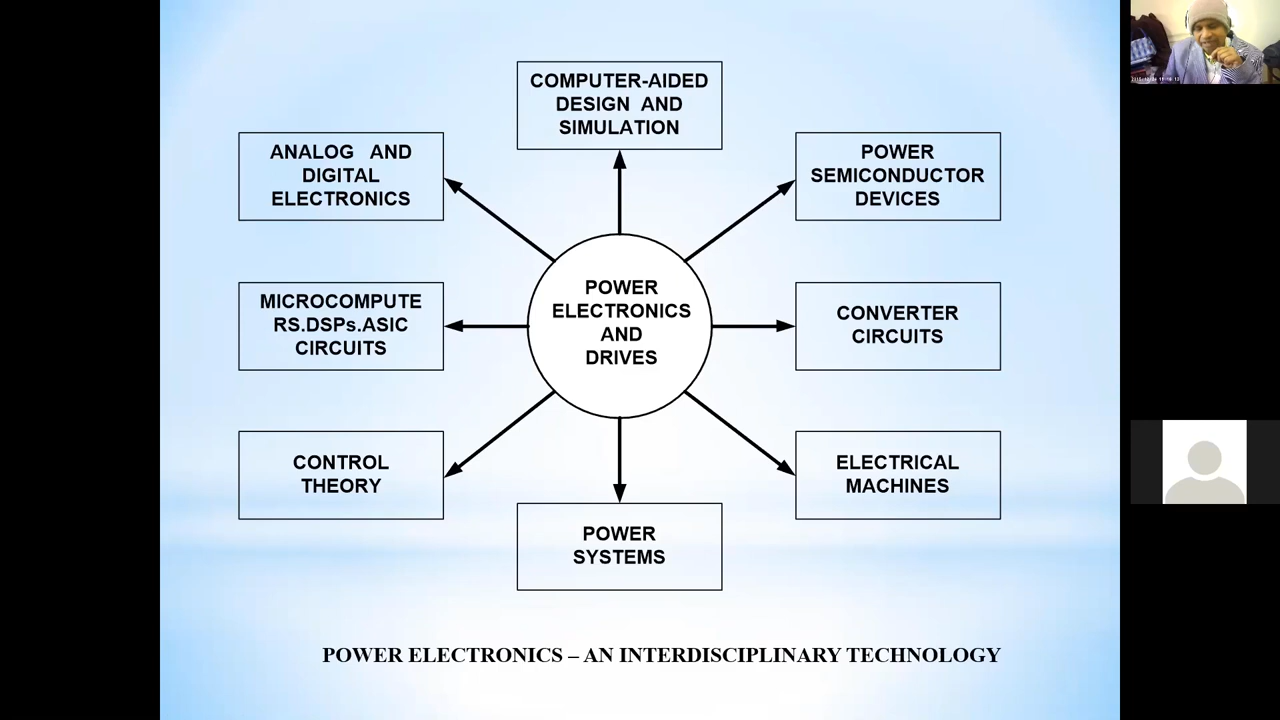 COMPUTER-AIDED
DESIGN AND
SIMULATION
ANALOG AND
DIGITAL
ELECTRONICS
POWER
SEMICONDUCTOR
DEVICES
MICROCOMPUTE
RS.DSPs.ASIC
CIRCUITS
POWER
ELECTRONICS
AND
DRIVES
CONVERTER
CIRCUITS
CONTROL
THEORY
POWER
SYSTEMS
ELECTRICAL
MACHINES
POWER ELECTRONICS – AN INTERDISCIPLINARY TECHNOLOGY